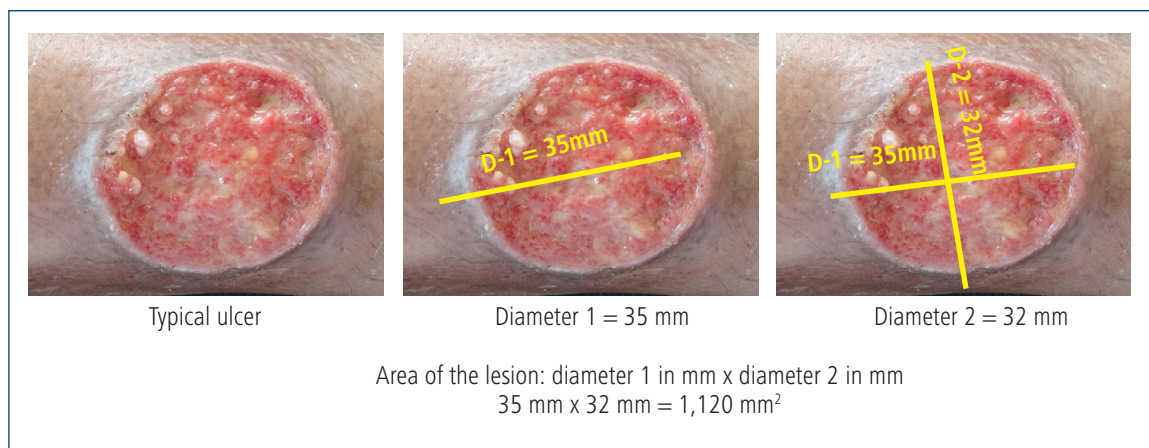 D-1 = 35mm
D-1 = 35mm
D-2 = 32mm
Typical ulcer
Diameter 1 = 35 mm
Diameter 2 = 32 mm
Area of the lesion: diameter 1 in mm x diameter 2 in mm
35 mm x 32 mm = 1,120 mm²